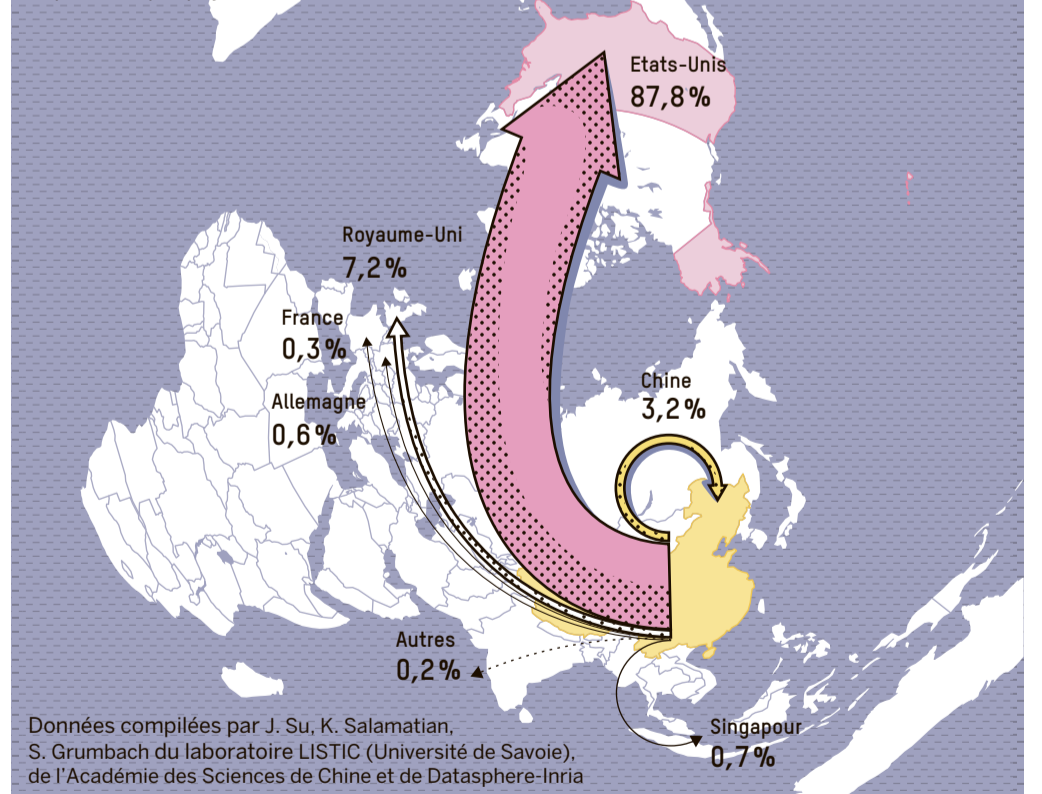 Etats-Unis
87,8 %
Royaume-Uni
7,2 %
France
0,3 %
Chine
3,2 %
Allemagne
0,6 %
Autres
0,2 %
Singapour
0,7 %
Données compilées par J. Su, K. Salamatian,
S. Grumbach du laboratoire LISTIC (Université de Savoie),
de l'Académie des Sciences de Chine et de Datasphere-Inria